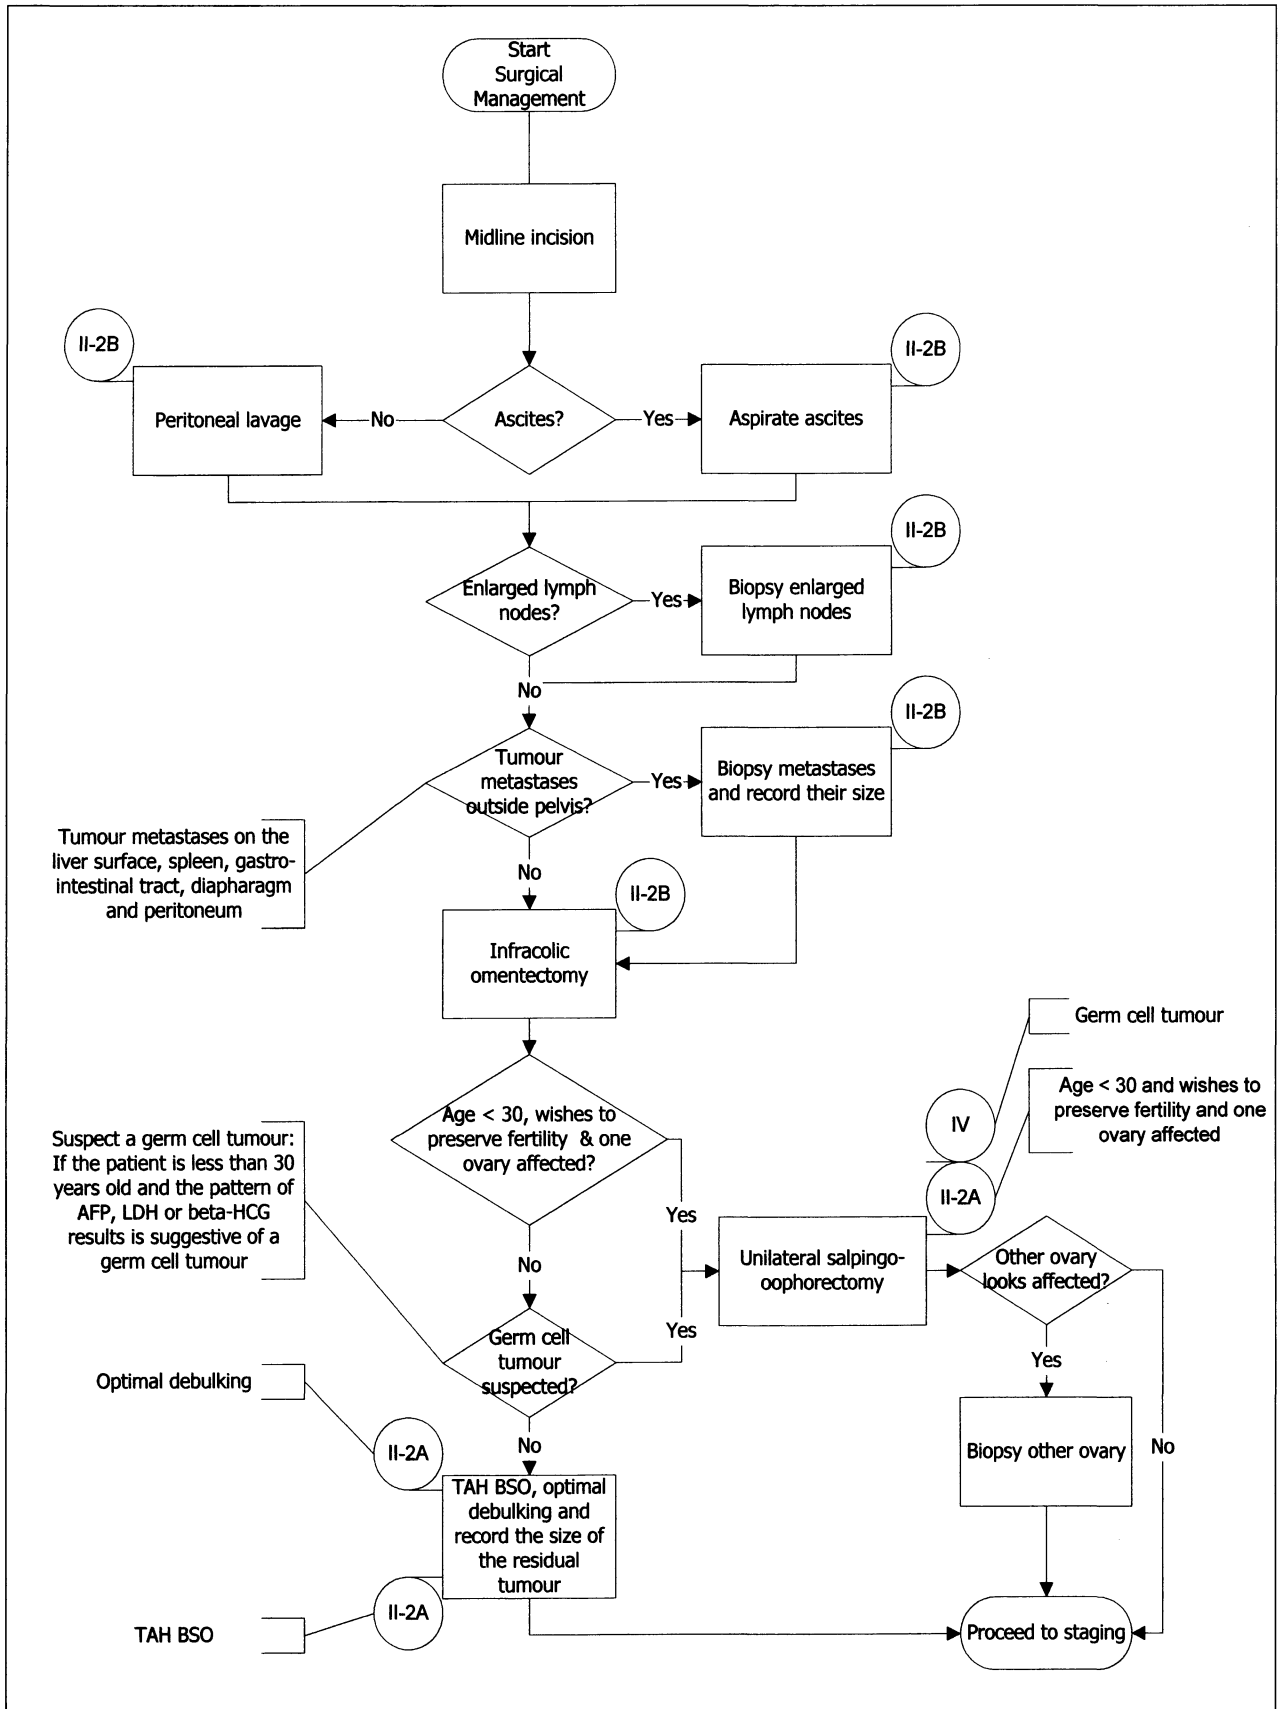 Start
Surgical
Management
Midline incision
II-2B
II-2B
Peritoneal lavage
No
Ascites?
Yes
Aspirate ascites
II-2B
Enlarged lymph
nodes?
Yes
Biopsy enlarged
lymph nodes
No
II-2B
Tumour
metastases
outside pelvis?
Yes
Biopsy metastases
and record their size
Tumour metastases on the
liver surface, spleen, gastro-
intestinal tract, diapharagm
and peritoneum
No
II-2B
Infracolic
omentectomy
Germ cell tumour
Age < 30 and wishes to
preserve fertility and one
ovary affected
IV
II-2A
Age < 30, wishes to
preserve fertility & one
ovary affected?
Suspect a germ cell tumour:
If the patient is less than 30
years old and the pattern of
AFP, LDH or beta-HCG
results is suggestive of a
germ cell tumour
Yes
No
Unilateral salpingo-
oophorectomy
Other ovary
looks affected?
Yes
Germ cell
tumour
suspected?
Yes
Optimal debulking
No
II-2A
Biopsy other ovary
No
TAH BSO, optimal
debulking and
record the size of
the residual
tumour
II-2A
TAH BSO
Proceed to staging